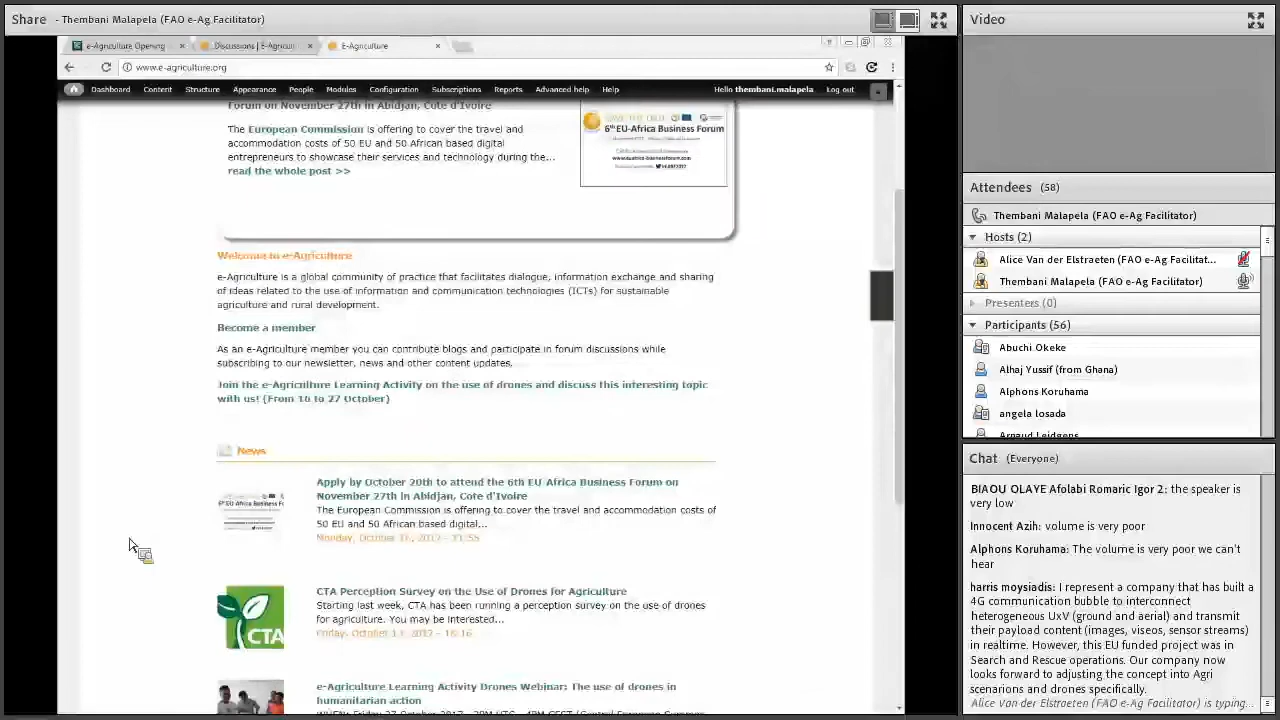 Share - Thembani Malapela (FAO e-Ag Facilitator)
e-Agriculture Opening
Discussions | E-Agricul
E-Agriculture
www.e-agriculture.org
Dashboard Content Structure Appearance People Modules Configuration Subscriptions Reports Advanced help Help Hello thembani.malapela Log out
Forum on November 27th in Abidjan, Cote d'Ivoire
The European Commission is offering to cover the travel and
accommodation costs of 50 EU and 50 African based digital
entrepreneurs to showcase their services and technology during the...
read the whole post >>
6th EU-Africa Business Forum
Welcome to e-Agriculture
e-Agriculture is a global community of practice that facilitates dialogue, information exchange and sharing
of ideas related to the use of information and communication technologies (ICTs) for sustainable
agriculture and rural development.
Become a member
As an e-Agriculture member you can contribute blogs and participate in forum discussions while
subscribing to our newsletter, news and other content updates.
Join the e-Agriculture Learning Activity on the use of drones and discuss this interesting topic
with us! (From 16 to 27 October)
News
Apply by October 20th to attend the 6th EU Africa Business Forum on
November 27th in Abidjan, Cote d'Ivoire
The European Commission is offering to cover the travel and accommodation costs of
50 EU and 50 African based digital...
CTA Perception Survey on the Use of Drones for Agriculture
Starting last week, CTA has been running a perception survey on the use of drones
for agriculture. You may be interested...
CTA
e-Agriculture Learning Activity Drones Webinar: The use of drones in
humanitarian action
Video
Attendees (58)
Thembani Malapela (FAO e-Ag Facilitator)
Hosts (2)
Alice Van der Elstraeten (FAO e-Ag Facilitat...
Thembani Malapela (FAO e-Ag Facilitator)
Presenters (0)
Participants (56)
Abuchi Okeke
Alhaj Yussif (from Ghana)
Alphons Koruhama
angela losada
Arnaud Leidgens
Chat (Everyone)
BIAOU OLAYE Afolabi Romaric Igor 2: the speaker is
very low
Innocent Azih: volume is very poor
Alphons Koruhama: The volume is very poor we can't
hear
harris moysiadis: I represent a company that has built a
4G communication bubble to interconnect
heterogeneous UxV (ground and aerial) and transmit
their payload content (images, viseos, sensor streams)
in realtime. However, this EU funded project was in
Search and Rescue operations. Our company now
looks forward to adjusting the concept into Agri
scenarions and drones specifically.
Alice Van der Elstraeten (FAO e-Ag Facilitator) is typing...